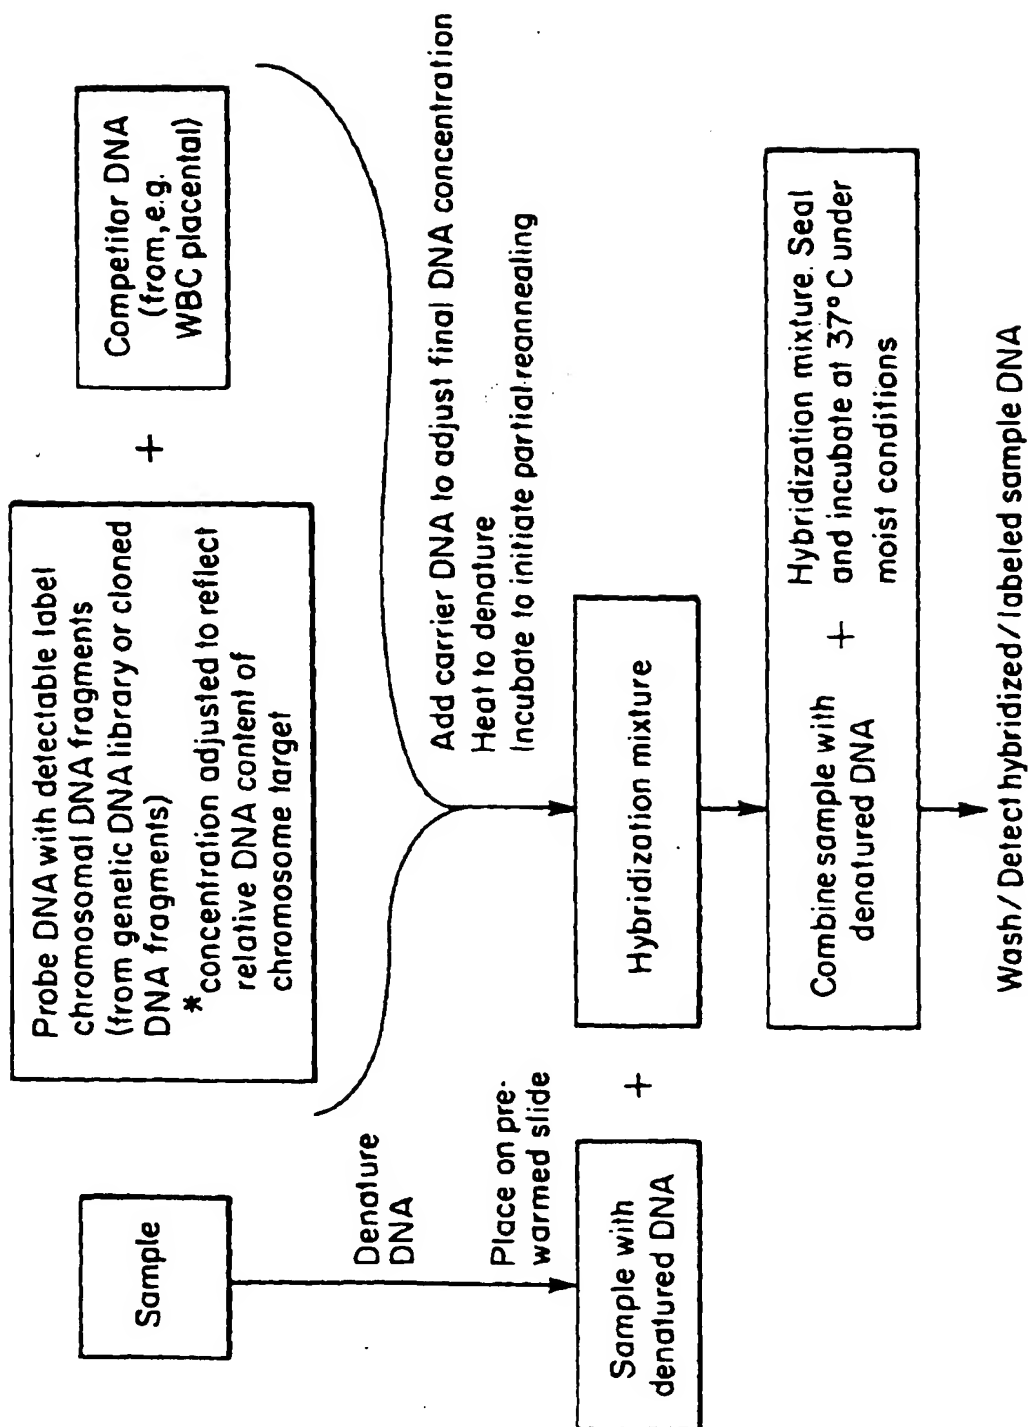 Sample
Denature
DNA
Place on pre-
warmed slide
Sample with
denatured DNA
+
Probe DNA with detectable label
chromosomal DNA fragments
(from genetic DNA library or cloned
DNA fragments)
*concentration adjusted to reflect
relative DNA content of
chromosome target
+
Competitor DNA
(from, e.g.
WBC placental)
Add carrier DNA to adjust final DNA concentration
Heat to denature
Incubate to initiate partial reannealing
Hybridization mixture
Combine sample with
denatured DNA
+
Hybridization mixture. Seal
and incubate at 37° C under
moist conditions
Wash/ Detect hybridized/ labeled sample DNA